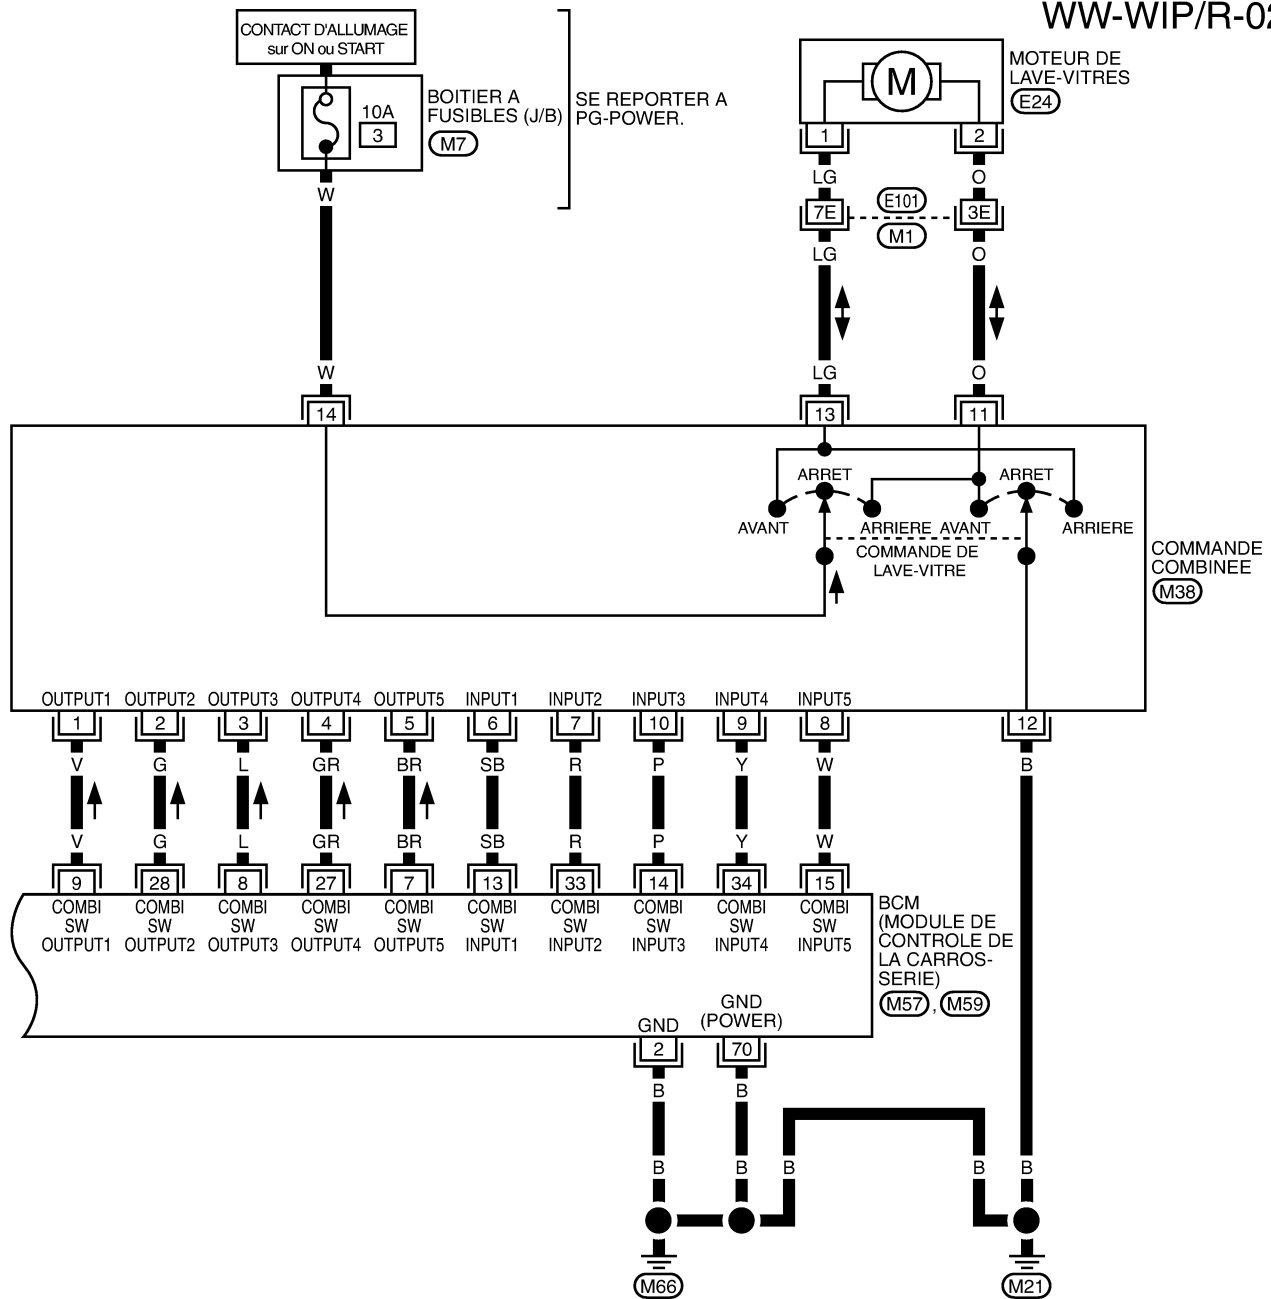 WW-WIP/R-02
CONTACT D'ALLUMAGE
sur ON ou START
10A
3
BOITIER A
FUSIBLES (J/B)
M7
SE REPORTER A
PG-POWER.
M
MOTEUR DE
LAVE-VITRES
E24
1 2
W LG O
7E E101 3E
M1
LG O
W LG O
14 13 11
ARRET ARRET
AVANT ARRIERE AVANT ARRIERE
COMMANDE DE
LAVE-VITRE
COMMANDE
COMBINEE
M38
OUTPUT1 OUTPUT2 OUTPUT3 OUTPUT4 OUTPUT5 INPUT1 INPUT2 INPUT3 INPUT4 INPUT5
1 2 3 4 5 6 7 10 9 8 12
V G L GR BR SB R P Y W B
V G L GR BR SB R P Y W
9 28 8 27 7 13 33 14 34 15
COMBI COMBI COMBI COMBI COMBI COMBI COMBI COMBI COMBI COMBI
SW SW SW SW SW SW SW SW SW SW
OUTPUT1 OUTPUT2 OUTPUT3 OUTPUT4 OUTPUT5 INPUT1 INPUT2 INPUT3 INPUT4 INPUT5
BCM
(MODULE DE
CONTROLE DE
LA CARROS-
SERIE)
M57 , M59
GND
GND
(POWER)
2 70
B B
B B B B B
M66 M21